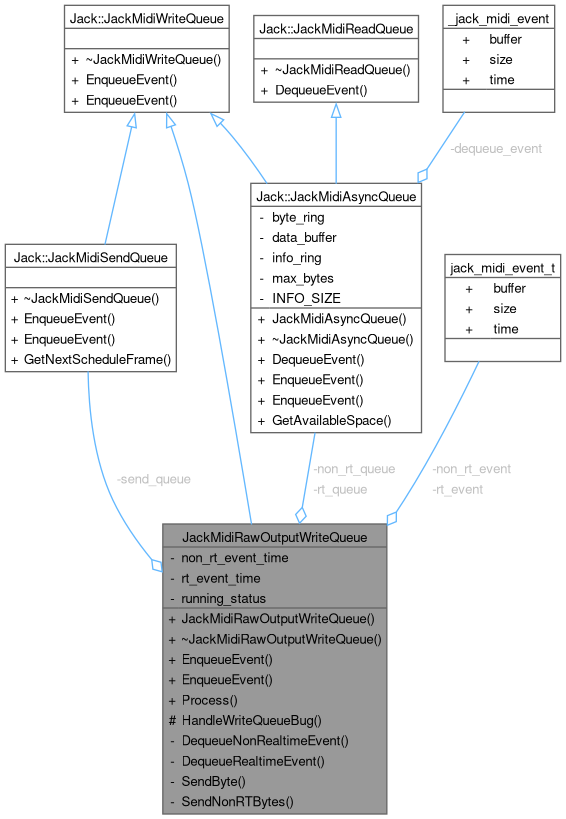 Jack::JackMidiWriteQueue
+ ~JackMidiWriteQueue()
+ EnqueueEvent()
+ EnqueueEvent()
Jack::JackMidiReadQueue
+ ~JackMidiReadQueue()
+ DequeueEvent()
_jack_midi_event
+ buffer
+ size
+ time
-dequeue_event
Jack::JackMidiAsyncQueue
- byte_ring
- data_buffer
- info_ring
- max_bytes
- INFO_SIZE
+ JackMidiAsyncQueue()
+ ~JackMidiAsyncQueue()
+ DequeueEvent()
+ EnqueueEvent()
+ EnqueueEvent()
+ GetAvailableSpace()
Jack::JackMidiSendQueue
+ ~JackMidiSendQueue()
+ EnqueueEvent()
+ EnqueueEvent()
+ GetNextScheduleFrame()
jack_midi_event_t
+ buffer
+ size
+ time
-send_queue
-non_rt_queue
-rt_queue
-non_rt_event
-rt_event
JackMidiRawOutputWriteQueue
- non_rt_event_time
- rt_event_time
- running_status
+ JackMidiRawOutputWriteQueue()
+ ~JackMidiRawOutputWriteQueue()
+ EnqueueEvent()
+ EnqueueEvent()
+ Process()
# HandleWriteQueueBug()
- DequeueNonRealtimeEvent()
- DequeueRealtimeEvent()
- SendByte()
- SendNonRTBytes()